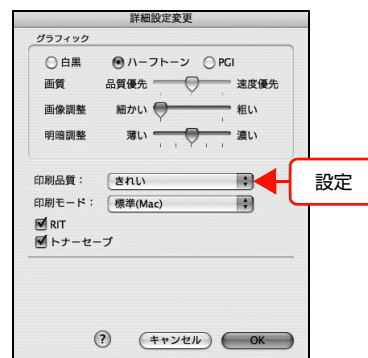 詳細設定変更
グラフィック
白黒 ハーフトーン PGI
画質 品質優先 速度優先
画像調整 細かい 粗い
明暗調整 薄い 濃い
印刷品質： きれい
設定
印刷モード： 標準(Mac)
RIT
トナーセーブ
? キャンセル OK